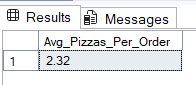 Results Messages
Avg_Pizzas_Per_Order
1 2.32